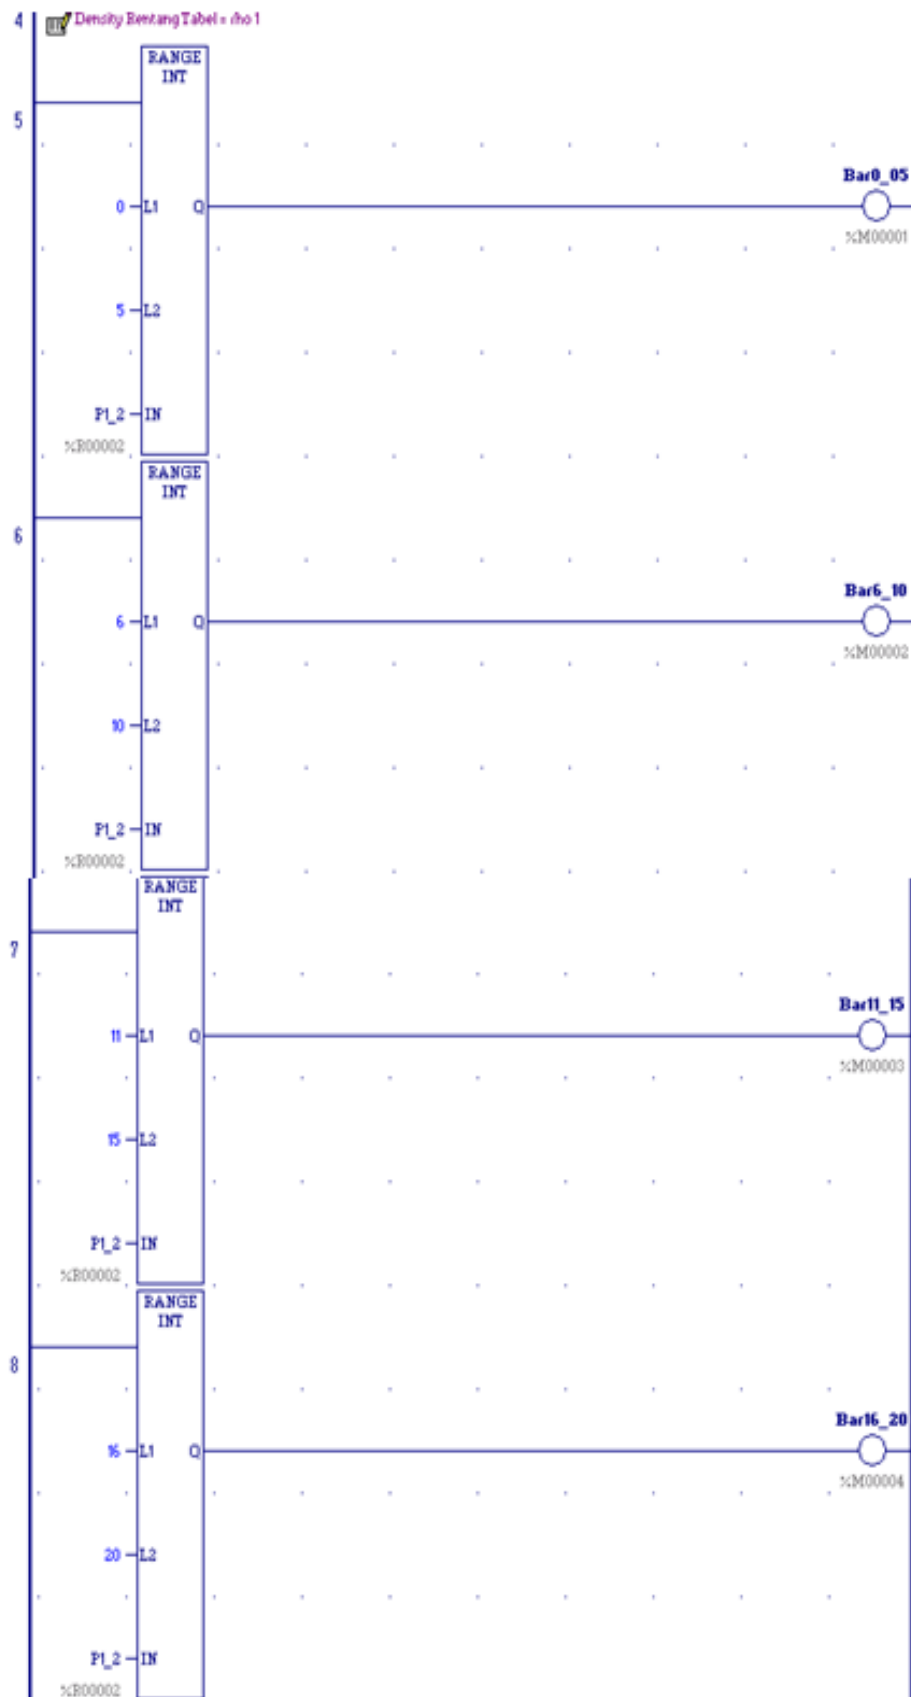 4 Density Bentang Tabel = rho 1
RANGE
INT
5
Bar0_05
0 L1 Q
%M00001
5 L2
P1_2 IN
%R00002
RANGE
INT
6
Bar6_10
6 L1 Q
%M00002
10 L2
P1_2 IN
%R00002
RANGE
INT
7
Bar11_15
11 L1 Q
%M00003
15 L2
P1_2 IN
%R00002
RANGE
INT
8
Bar16_20
16 L1 Q
%M00004
20 L2
P1_2 IN
%R00002